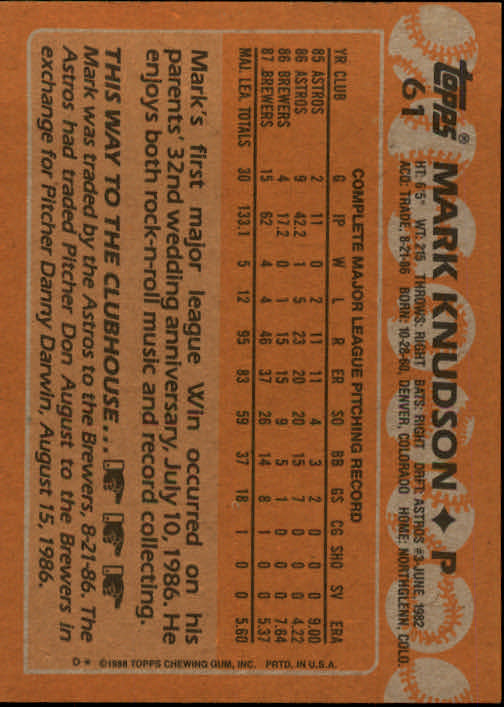 topps®
61
MARK KNUDSON ♦ P
HT: 6'5" WT: 215 THROWS: RIGHT BATS: RIGHT DRFT: ASTROS #3-JUNE, 1982
ACQ: TRADE, 8-21-86 BORN: 10-28-60, DENVER, COLORADO HOME: NORTHGLENN, COLO.
COMPLETE MAJOR LEAGUE PITCHING RECORD
YR CLUB G IP W L R ER SO BB GS CG SHO SV ERA
85 ASTROS 2 11 0 2 11 11 4 3 2 0 0 0 9.00
86 ASTROS 9 42.2 1 5 23 20 20 15 7 0 0 0 4.22
86 BREWERS 4 17.2 0 1 15 15 9 5 1 0 0 0 7.64
87 BREWERS 15 62 4 4 46 37 26 14 8 1 0 0 5.37
MAJ. LEA. TOTALS 30 133.1 5 12 95 83 59 37 18 1 0 0 5.60
Mark's first major league Win occurred on his
parents' 32nd wedding anniversary, July 10, 1986. He
enjoys both rock-n-roll music and record collecting.
THIS WAY TO THE CLUBHOUSE...
Mark was traded by the Astros to the Brewers, 8-21-86. The
Astros had traded Pitcher Don August to the Brewers in
exchange for Pitcher Danny Darwin, August 15, 1986.
D* ©1988 TOPPS CHEWING GUM, INC. PRTD. IN U.S.A.